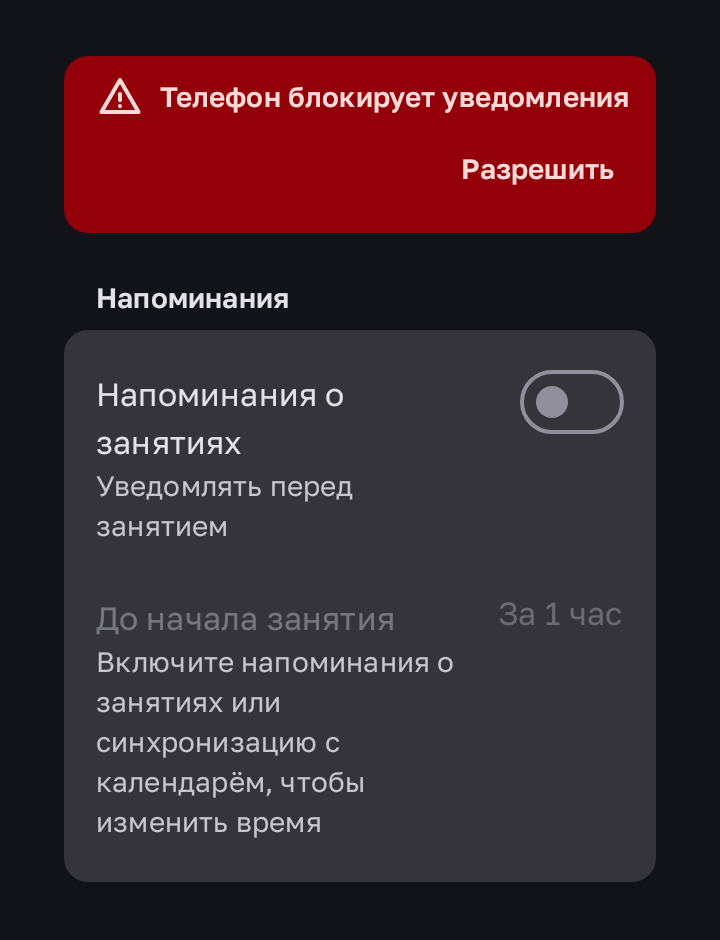 Телефон блокирует уведомления
Разрешить
Напоминания
Напоминания о
занятиях
Уведомлять перед
занятием
До начала занятия
За 1 час
Включите напоминания о
занятиях или
синхронизацию с
календарём, чтобы
изменить время